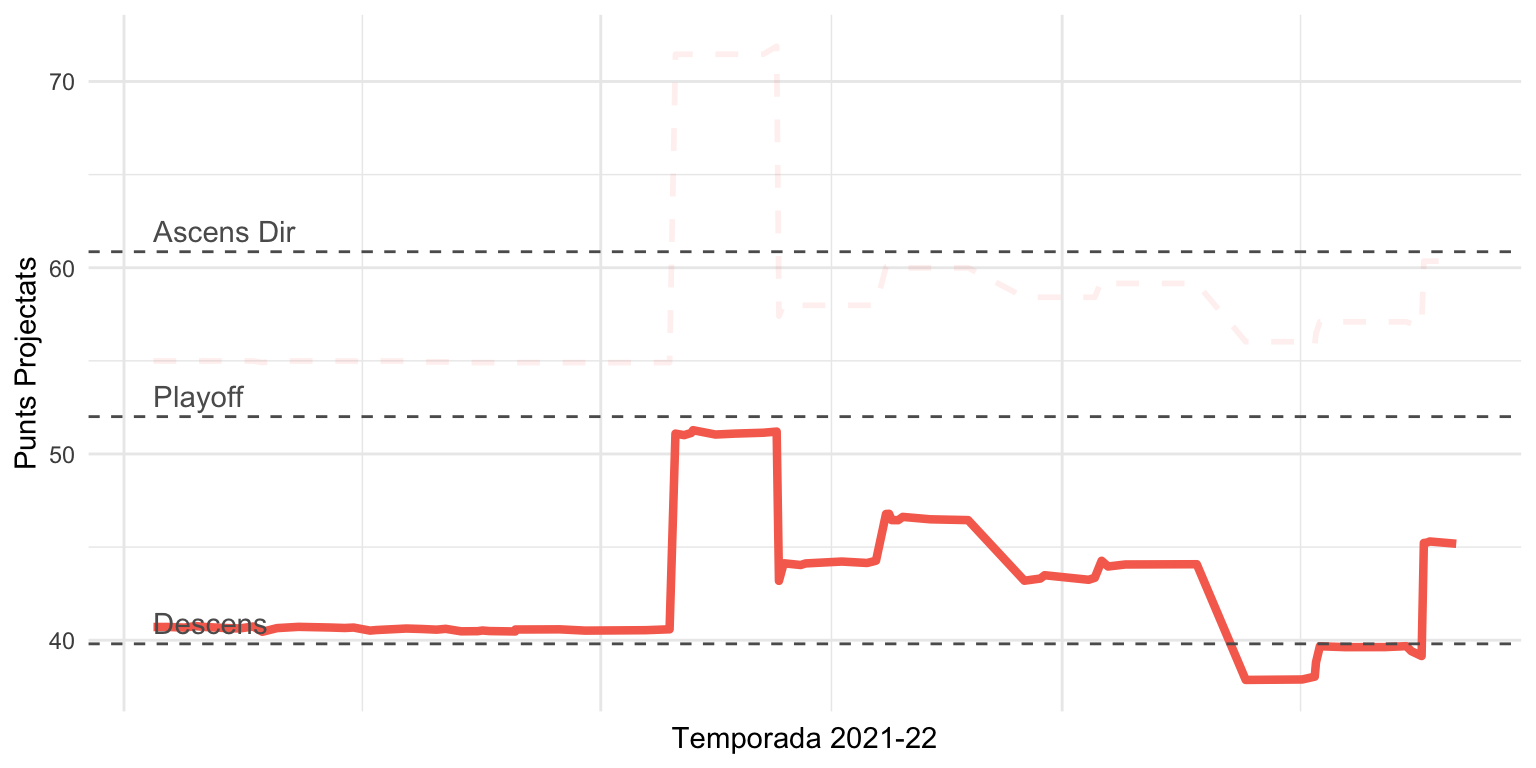 70
Ascens Dir
60
Playoff
50
Descens
40
Punts Projectats
Temporada 2021-22